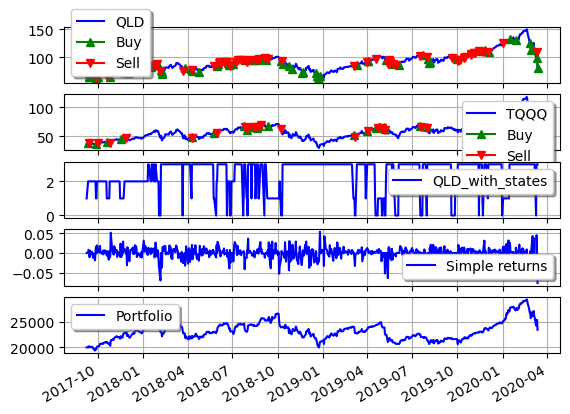 150
100
QLD
Buy
Sell
100
50
TQQQ
Buy
Sell
2
0
QLD_with_states
0.05
0.00
−0.05
Simple returns
25000
20000
Portfolio
2017-10 2018-01 2018-04 2018-07 2018-10 2019-01 2019-04 2019-07 2019-10 2020-01 2020-04